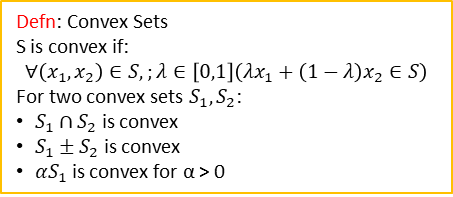 Defn: Convex Sets
S is convex if:
∀(x₁,x₂) ∈ S, ; λ ∈ [0,1](λx₁ + (1 − λ)x₂ ∈ S)
For two convex sets S₁,S₂:
• S₁ ∩ S₂ is convex
• S₁ ± S₂ is convex
• αS₁ is convex for α > 0